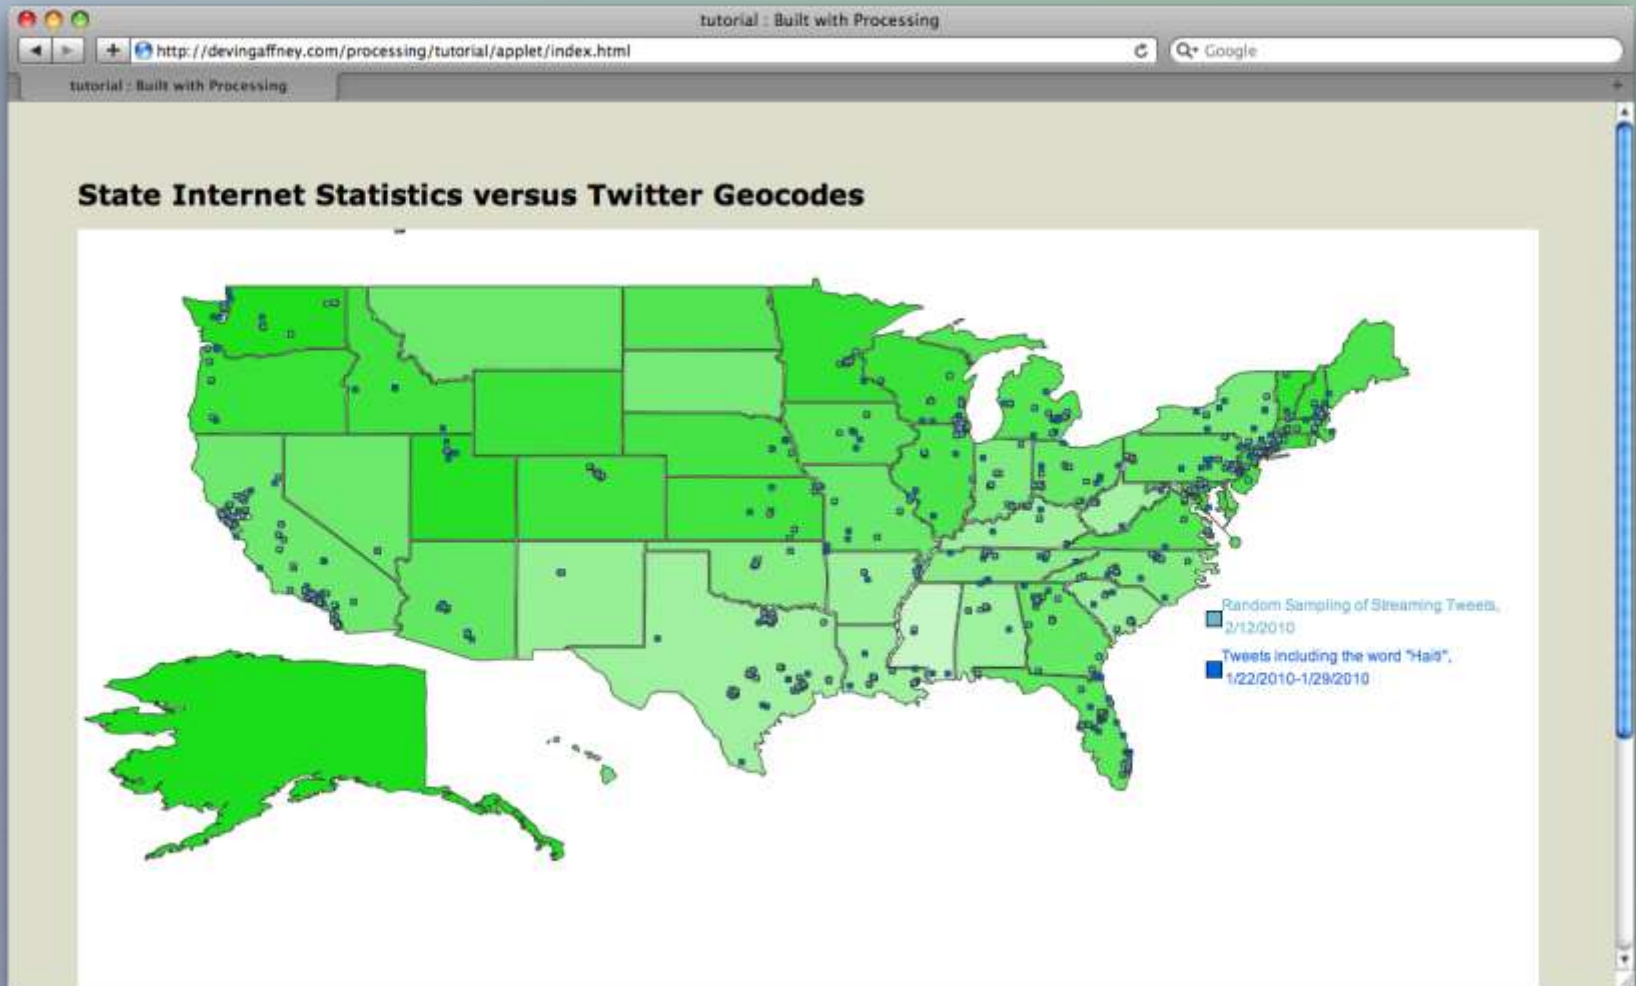 tutorial : Built with Processing
http://devingaffney.com/processing/tutorial/applet/index.html
Google
tutorial : Built with Processing
State Internet Statistics versus Twitter Geocodes
Random Sampling of Streaming Tweets,
2/12/2010
Tweets including the word "Haiti",
1/22/2010-1/29/2010